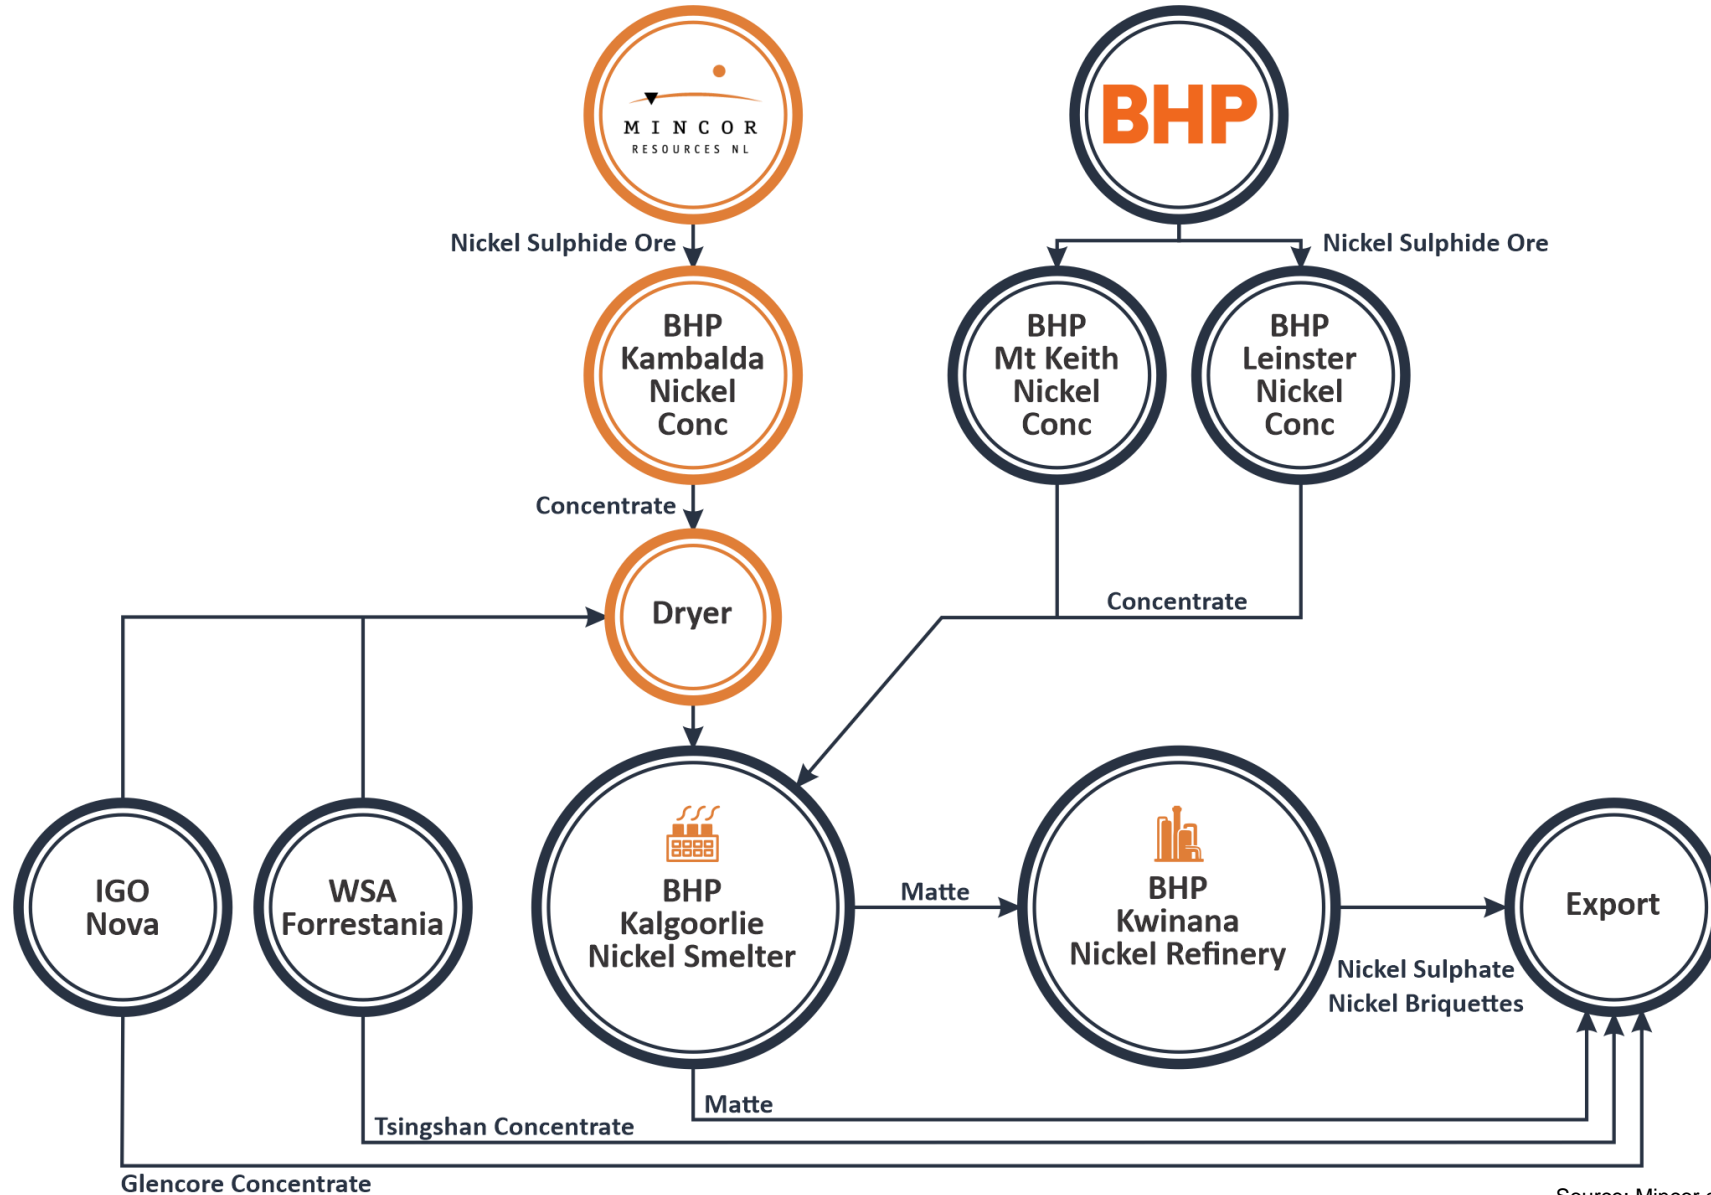 MINCOR
RESOURCES NL
BHP
Nickel Sulphide Ore
Nickel Sulphide Ore
BHP
Kambalda
Nickel
Conc
BHP
Mt Keith
Nickel
Conc
BHP
Leinster
Nickel
Conc
Concentrate
Concentrate
Dryer
IGO
Nova
WSA
Forrestania
BHP
Kalgoorlie
Nickel Smelter
Matte
BHP
Kwinana
Nickel Refinery
Export
Nickel Sulphate
Nickel Briquettes
Matte
Tsingshan Concentrate
Glencore Concentrate
Source: Mincor